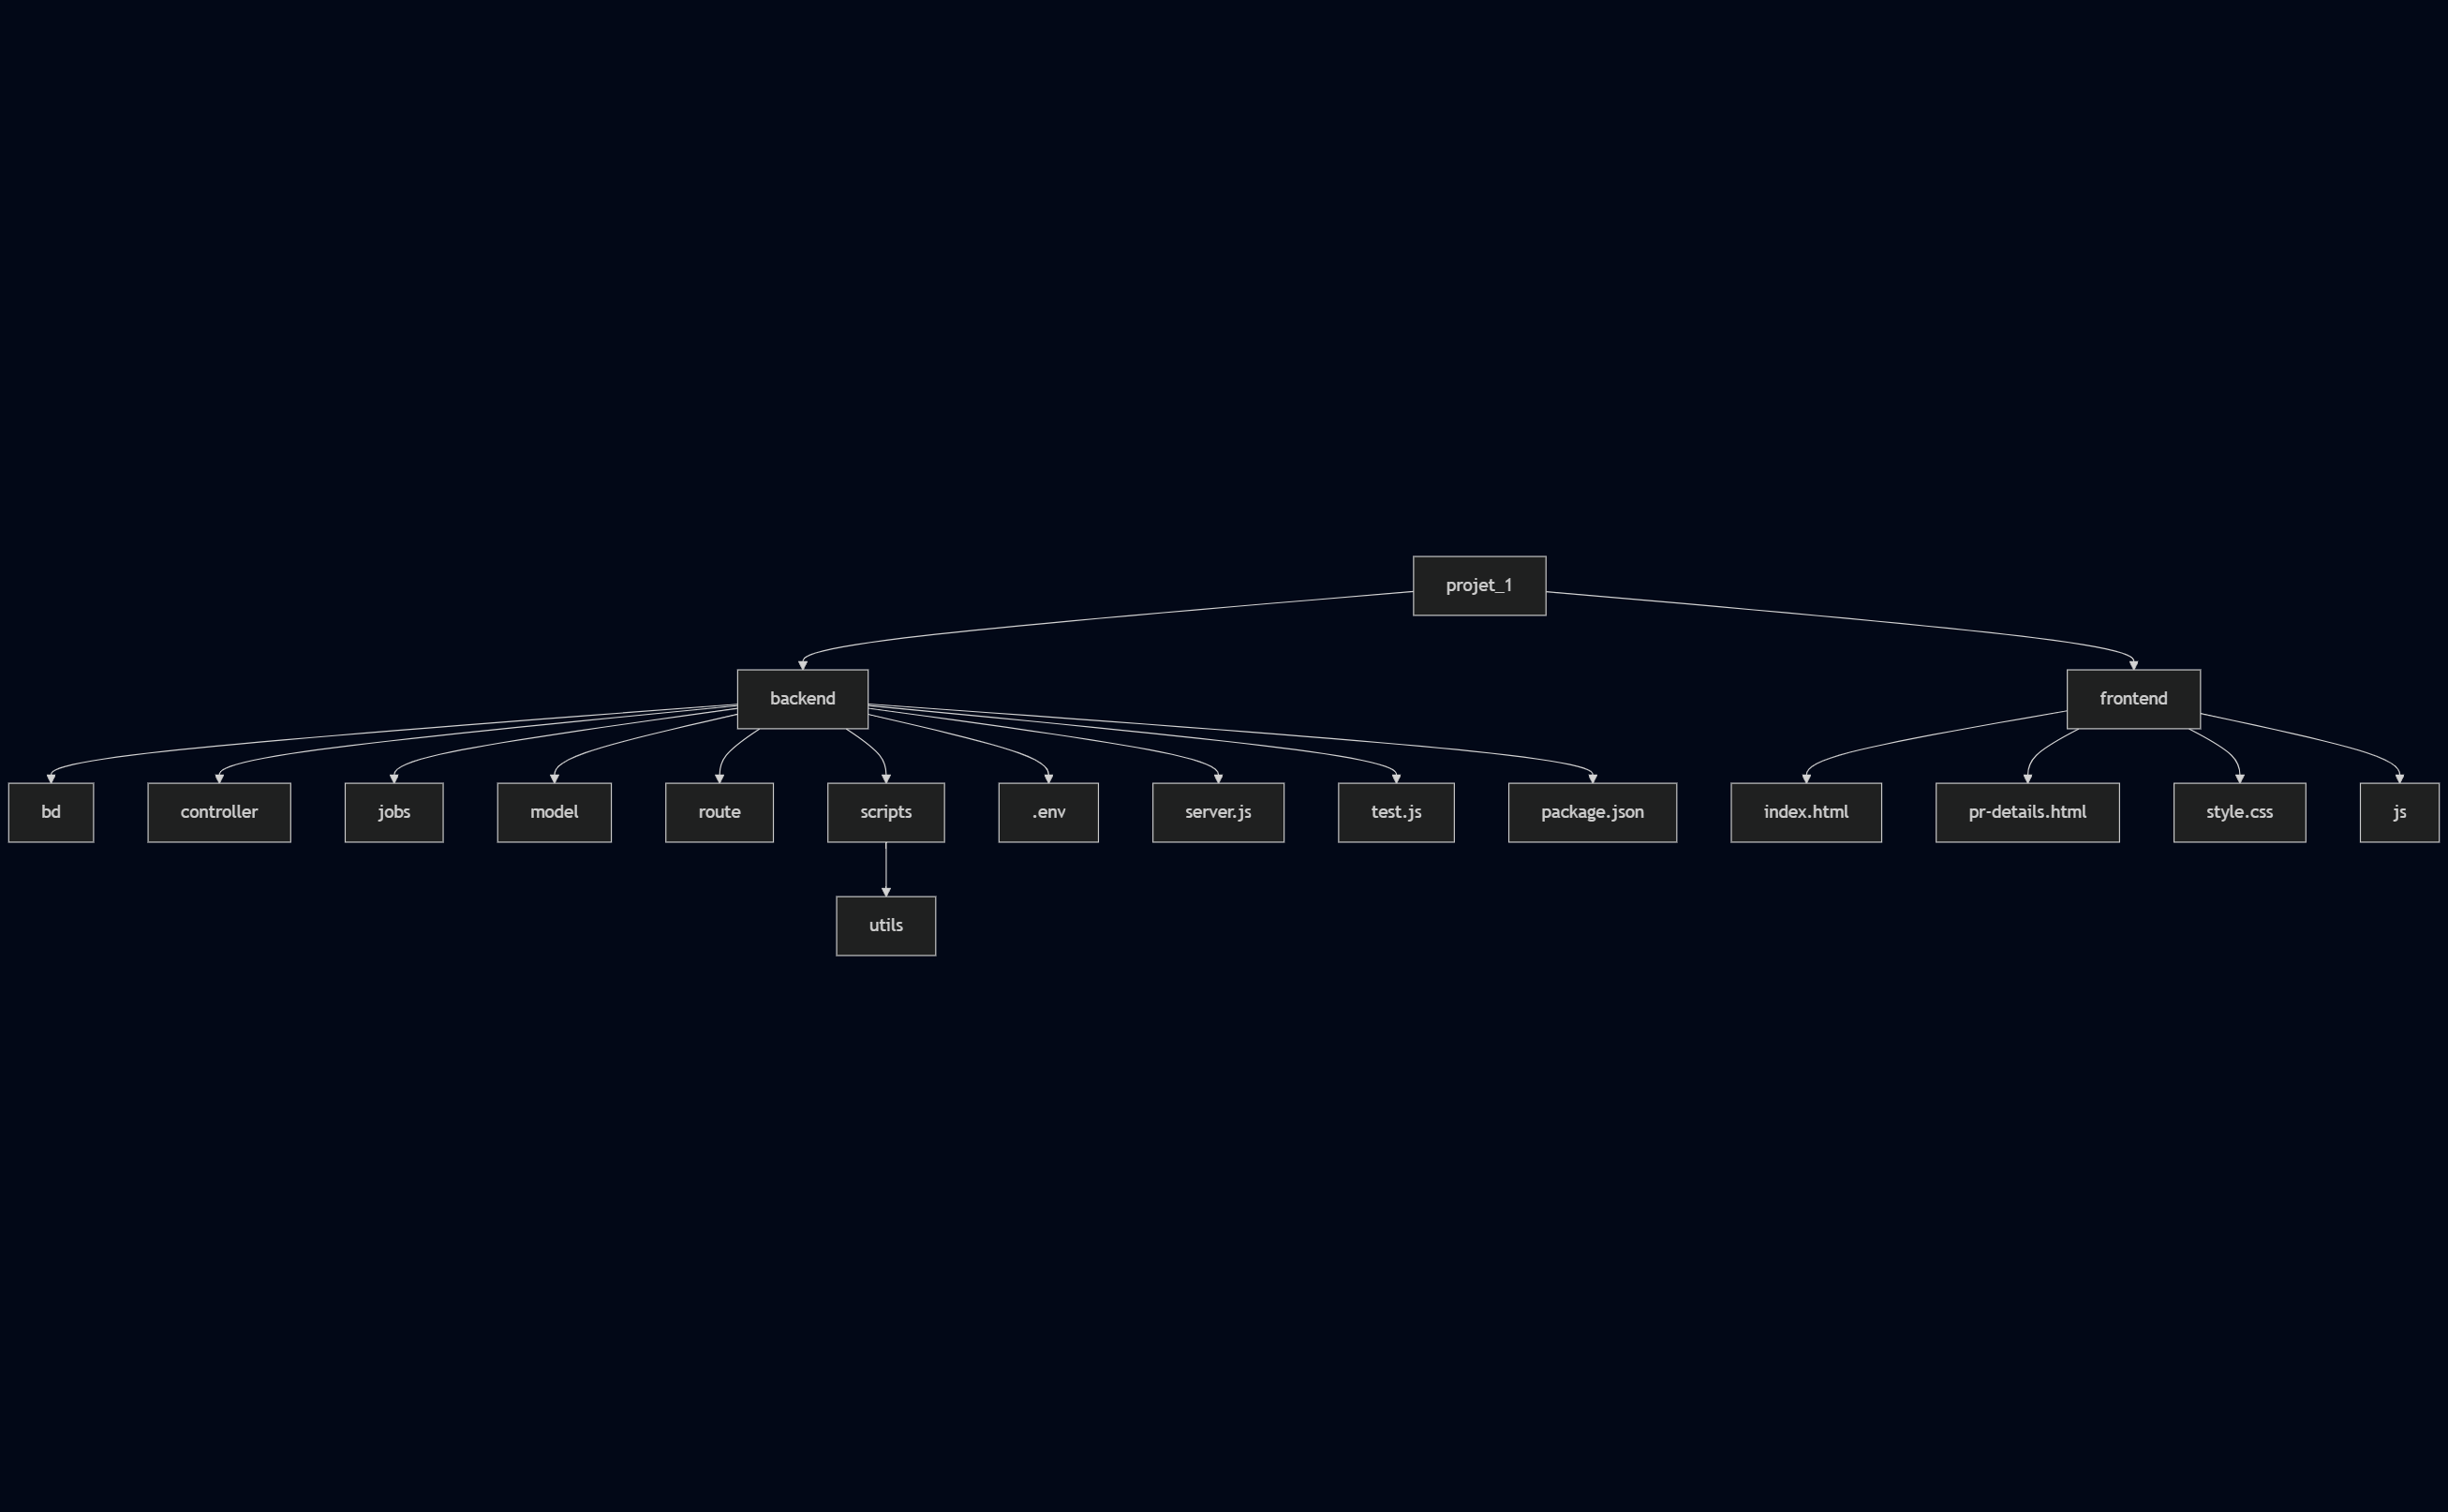 projet_1
backend
frontend
bd
controller
jobs
model
route
scripts
.env
server.js
test.js
package.json
index.html
pr-details.html
style.css
js
utils